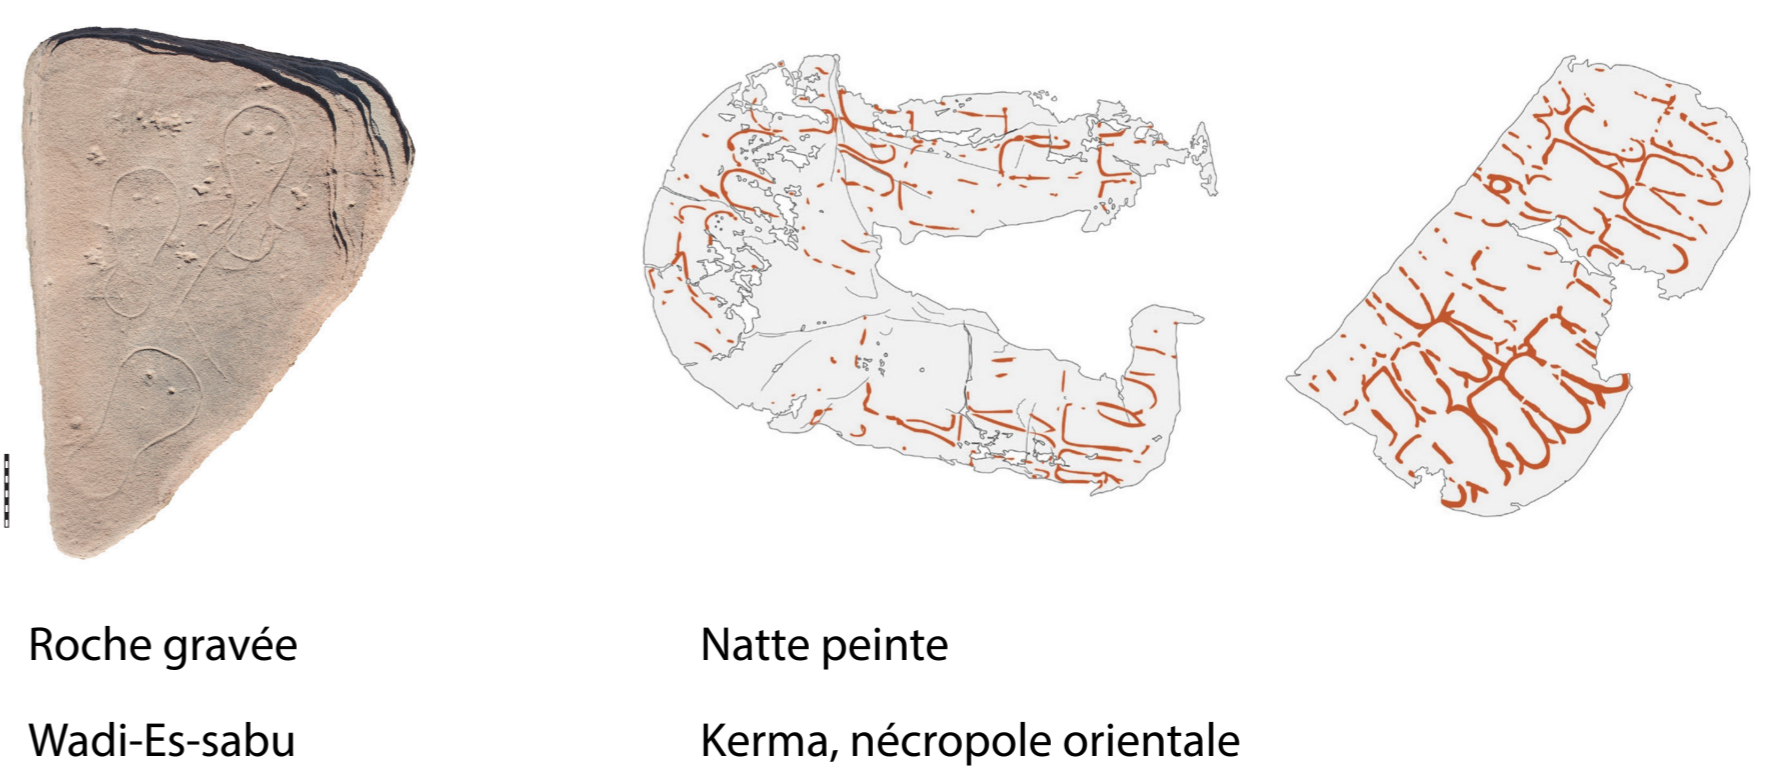 Roche gravée
Wadi-Es-sabu
Natte peinte
Kerma, nécropole orientale